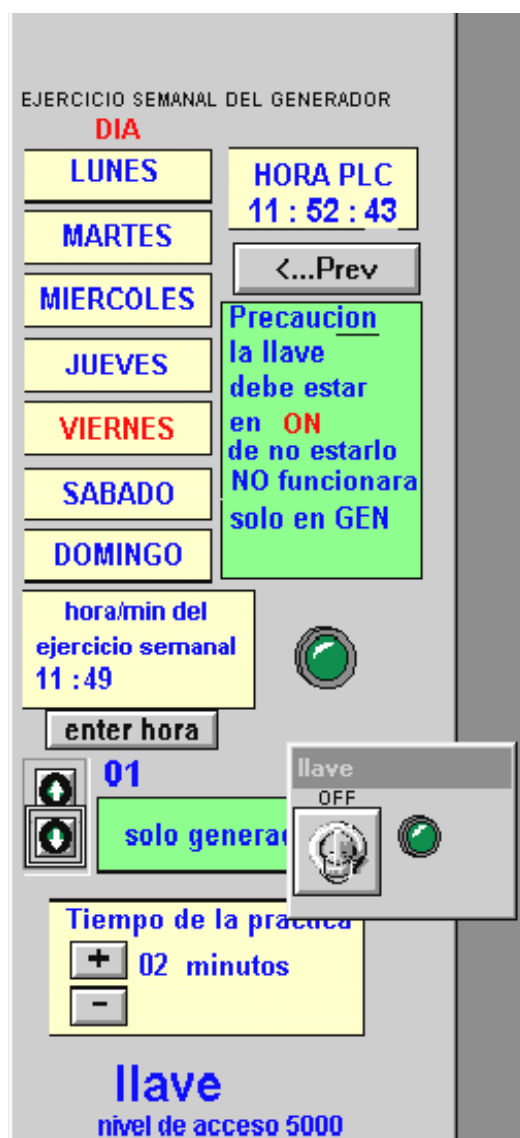 EJERCICIO SEMANAL DEL GENERADOR
DIA
LUNES
MARTES
MIERCOLES
JUEVES
VIERNES
SABADO
DOMINGO
HORA PLC
11 : 52 : 43
<...Prev
Precaucion
la llave
debe estar
en ON
de no estarlo
NO funcionara
solo en GEN
hora/min del
ejercicio semanal
11 :49
enter hora
01
solo
llave
OFF
Tiempo de la practica
+ 02 minutos
-
llave
nivel de acceso 5000